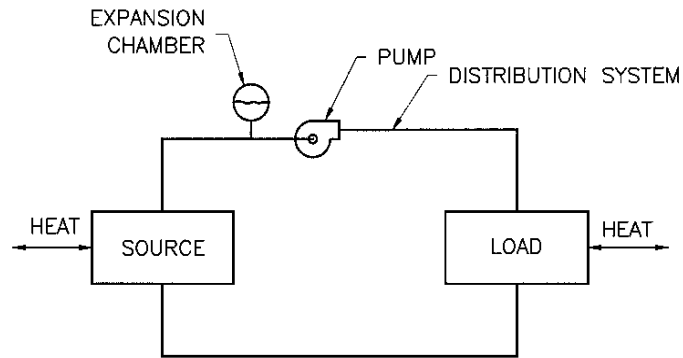 EXPANSION
CHAMBER
PUMP
DISTRIBUTION SYSTEM
HEAT
SOURCE
LOAD
HEAT